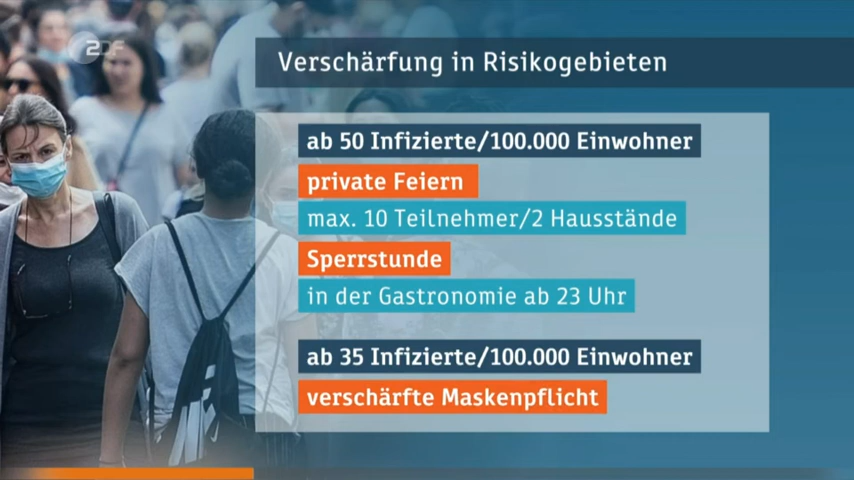 ZDF
Verschärfung in Risikogebieten
ab 50 Infizierte/100.000 Einwohner
private Feiern
max. 10 Teilnehmer/2 Hausstände
Sperrstunde
in der Gastronomie ab 23 Uhr
ab 35 Infizierte/100.000 Einwohner
verschärfte Maskenpflicht